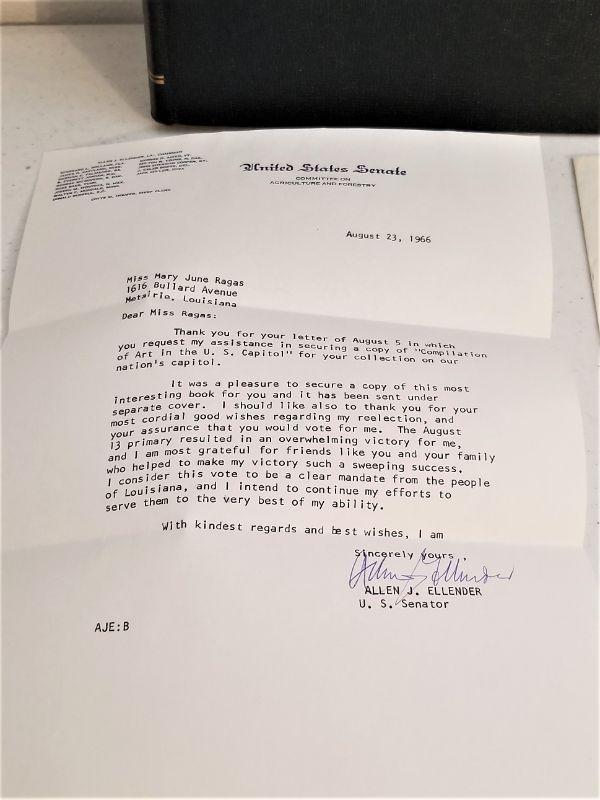 ALLEN J. ELLENDER, LA., CHAIRMAN
United States Senate
COMMITTEE ON
AGRICULTURE AND FORESTRY
August 23, 1966
Miss Mary June Ragas
1616 Bullard Avenue
Metairie, Louisiana
Dear Miss Ragas:
Thank you for your letter of August 5 in which
you request my assistance in securing a copy of "Compilation
of Art in the U. S. Capitol" for your collection on our
nation's capitol.
It was a pleasure to secure a copy of this most
interesting book for you and it has been sent under
separate cover. I should like also to thank you for your
most cordial good wishes regarding my reelection, and
your assurance that you would vote for me. The August
13 primary resulted in an overwhelming victory for me,
and I am most grateful for friends like you and your family
who helped to make my victory such a sweeping success.
I consider this vote to be a clear mandate from the people
of Louisiana, and I intend to continue my efforts to
serve them to the very best of my ability.
With kindest regards and best wishes, I am
Sincerely yours,
Allen J Ellender
ALLEN J. ELLENDER
U. S. Senator
AJE:B